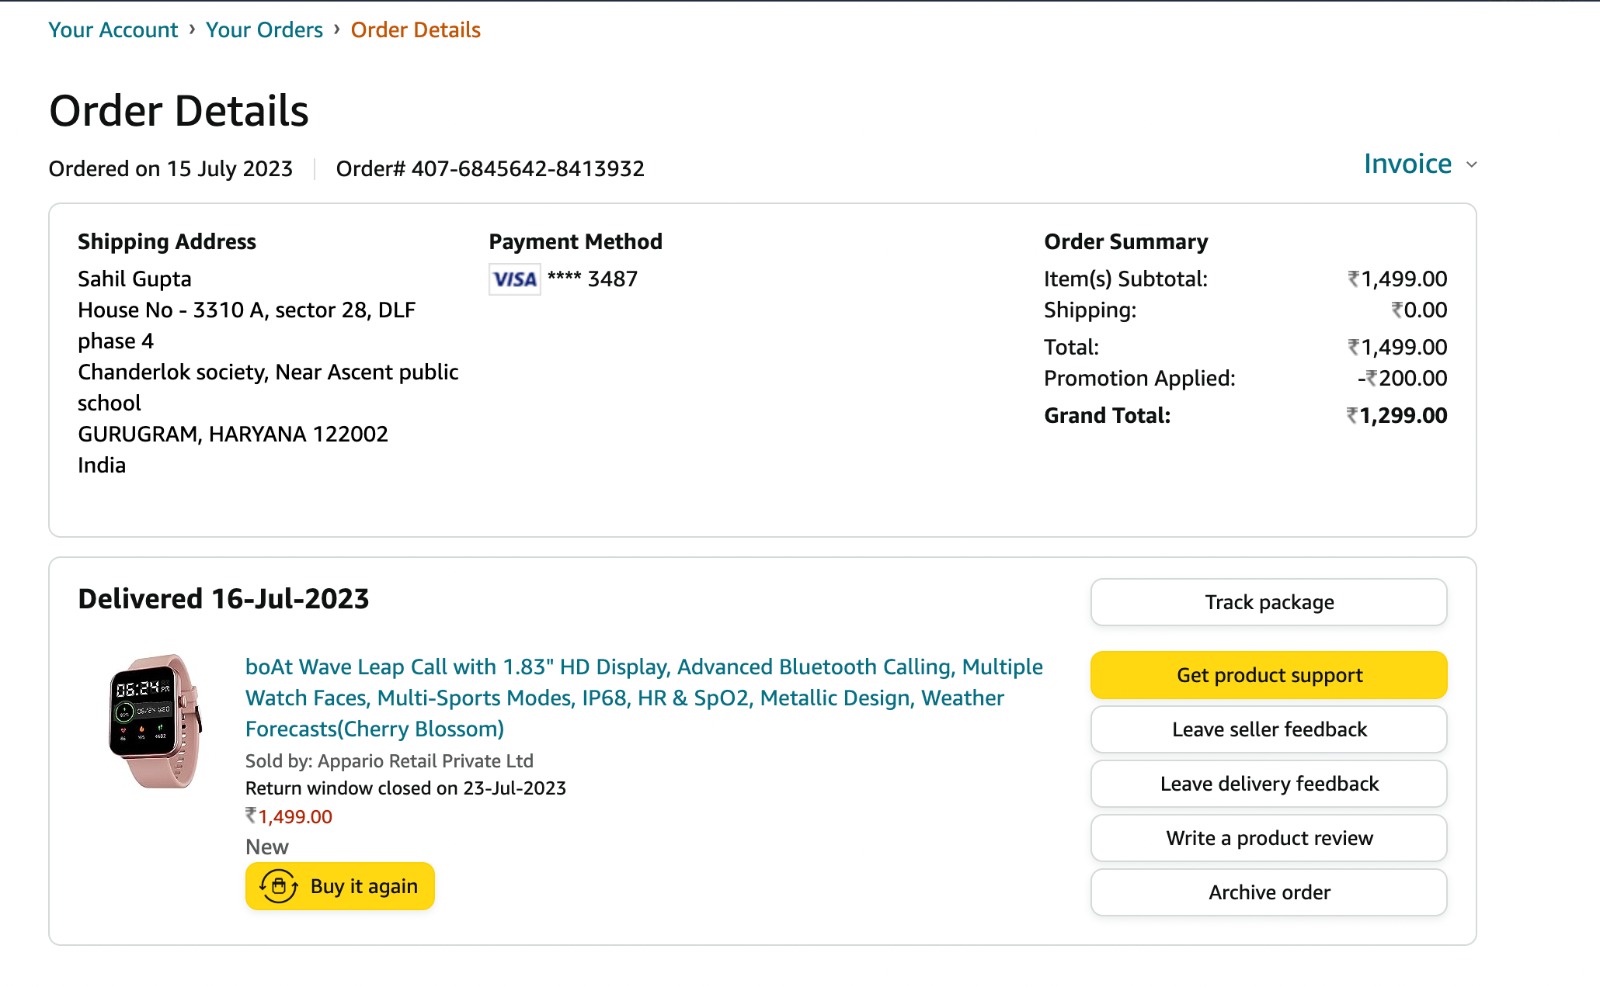 Your Account › Your Orders › Order Details
Order Details
Ordered on 15 July 2023
Order# 407-6845642-8413932
Invoice
Shipping Address
Sahil Gupta
House No - 3310 A, sector 28, DLF
phase 4
Chanderlok society, Near Ascent public
school
GURUGRAM, HARYANA 122002
India
Payment Method
VISA **** 3487
Order Summary
Item(s) Subtotal: ₹1,499.00
Shipping: ₹0.00
Total: ₹1,499.00
Promotion Applied: -₹200.00
Grand Total: ₹1,299.00
Delivered 16-Jul-2023
06:24
boAt Wave Leap Call with 1.83" HD Display, Advanced Bluetooth Calling, Multiple
Watch Faces, Multi-Sports Modes, IP68, HR & SpO2, Metallic Design, Weather
Forecasts(Cherry Blossom)
Sold by: Appario Retail Private Ltd
Return window closed on 23-Jul-2023
₹1,499.00
New
Buy it again
Track package
Get product support
Leave seller feedback
Leave delivery feedback
Write a product review
Archive order